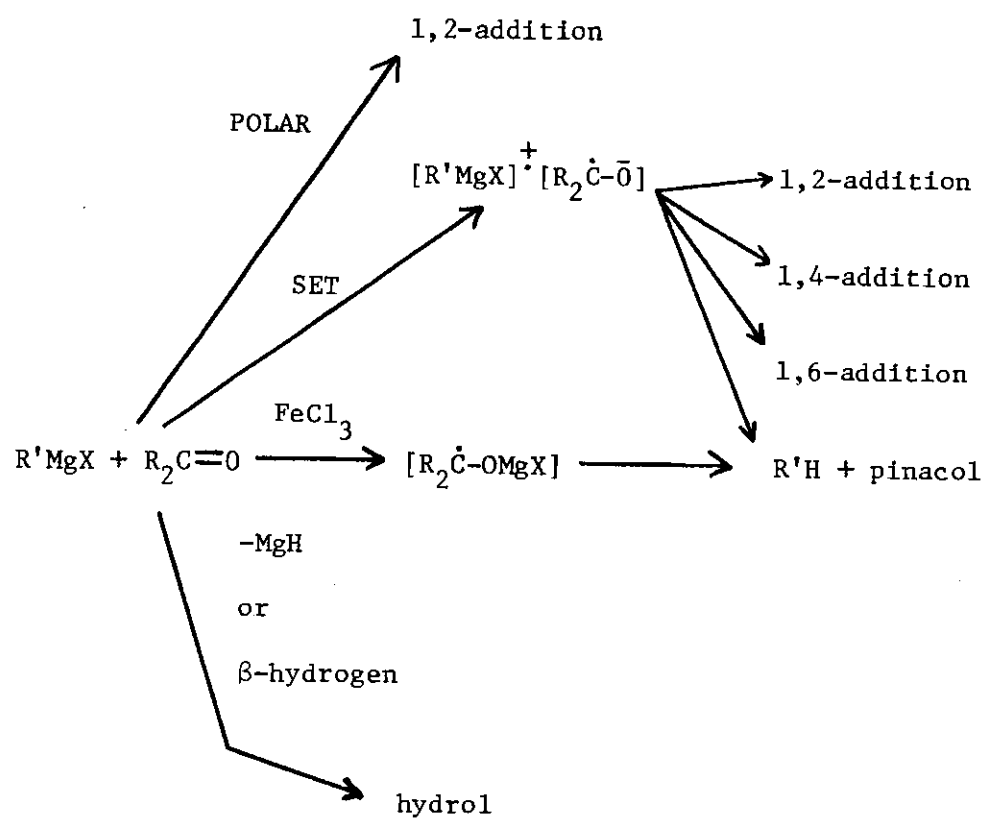 1,2-addition
POLAR
[R'MgX]⁺˙[R₂Ċ-Ō]
1,2-addition
SET
1,4-addition
1,6-addition
FeCl₃
R'MgX + R₂C=O
[R₂Ċ-OMgX]
R'H + pinacol
-MgH
or
β-hydrogen
hydrol